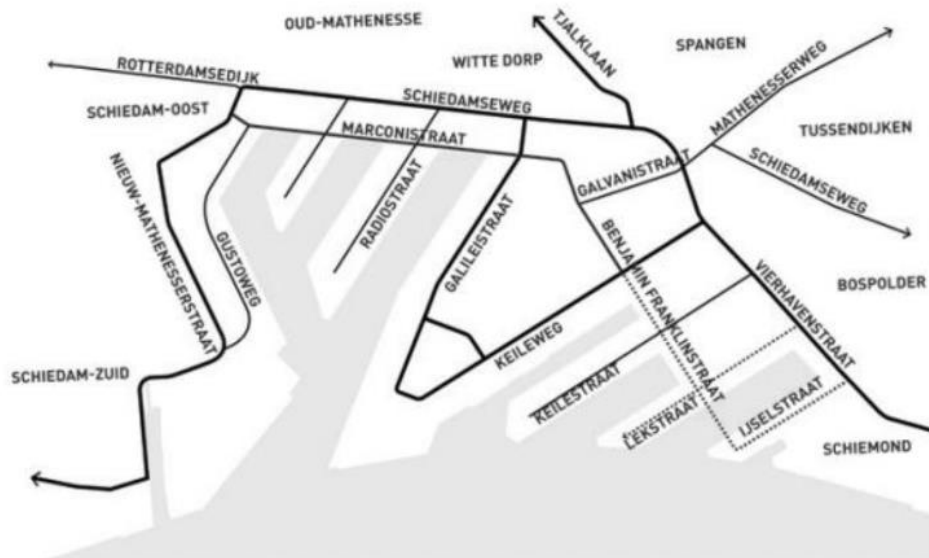 OUD-MATHENESSE
TJALKLAAN
SPANGEN
WITTE DORP
ROTTERDAMSEDIJK
MATHENESSERWEG
SCHIEDAM-OOST
SCHIEDAMSEWEG
TUSSENDIJKEN
MARCONISTRAAT
SCHIEDAMSEWEG
GALVANISTRAAT
NIEUW-MATHENESSERSTRAAT
RADIOSTRAAT
GUSTOWEG
GALILEISTRAAT
BENJAMIN FRANKLINSTRAAT
VIERHAVENSTRAAT
BOSPOLDER
KEILEWEG
SCHIEDAM-ZUID
KEILESTRAAT
LEKSTRAAT
IJSELSTRAAT
SCHIEMOND